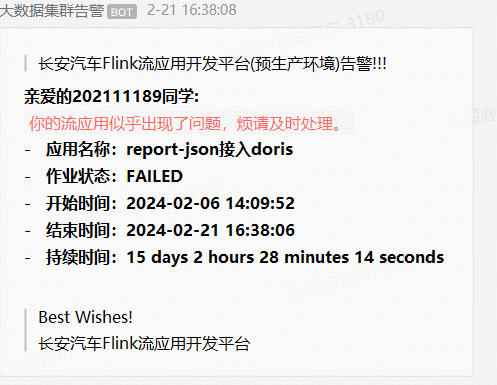 大数据集群告警 BOT 2-21 16:38:08
长安汽车Flink流应用开发平台(预生产环境)告警!!!
亲爱的202111189同学:
你的流应用似乎出现了问题，烦请及时处理。
- 应用名称：report-json接入doris
- 作业状态：FAILED
- 开始时间：2024-02-06 14:09:52
- 结束时间：2024-02-21 16:38:06
- 持续时间：15 days 2 hours 28 minutes 14 seconds
Best Wishes!
长安汽车Flink流应用开发平台